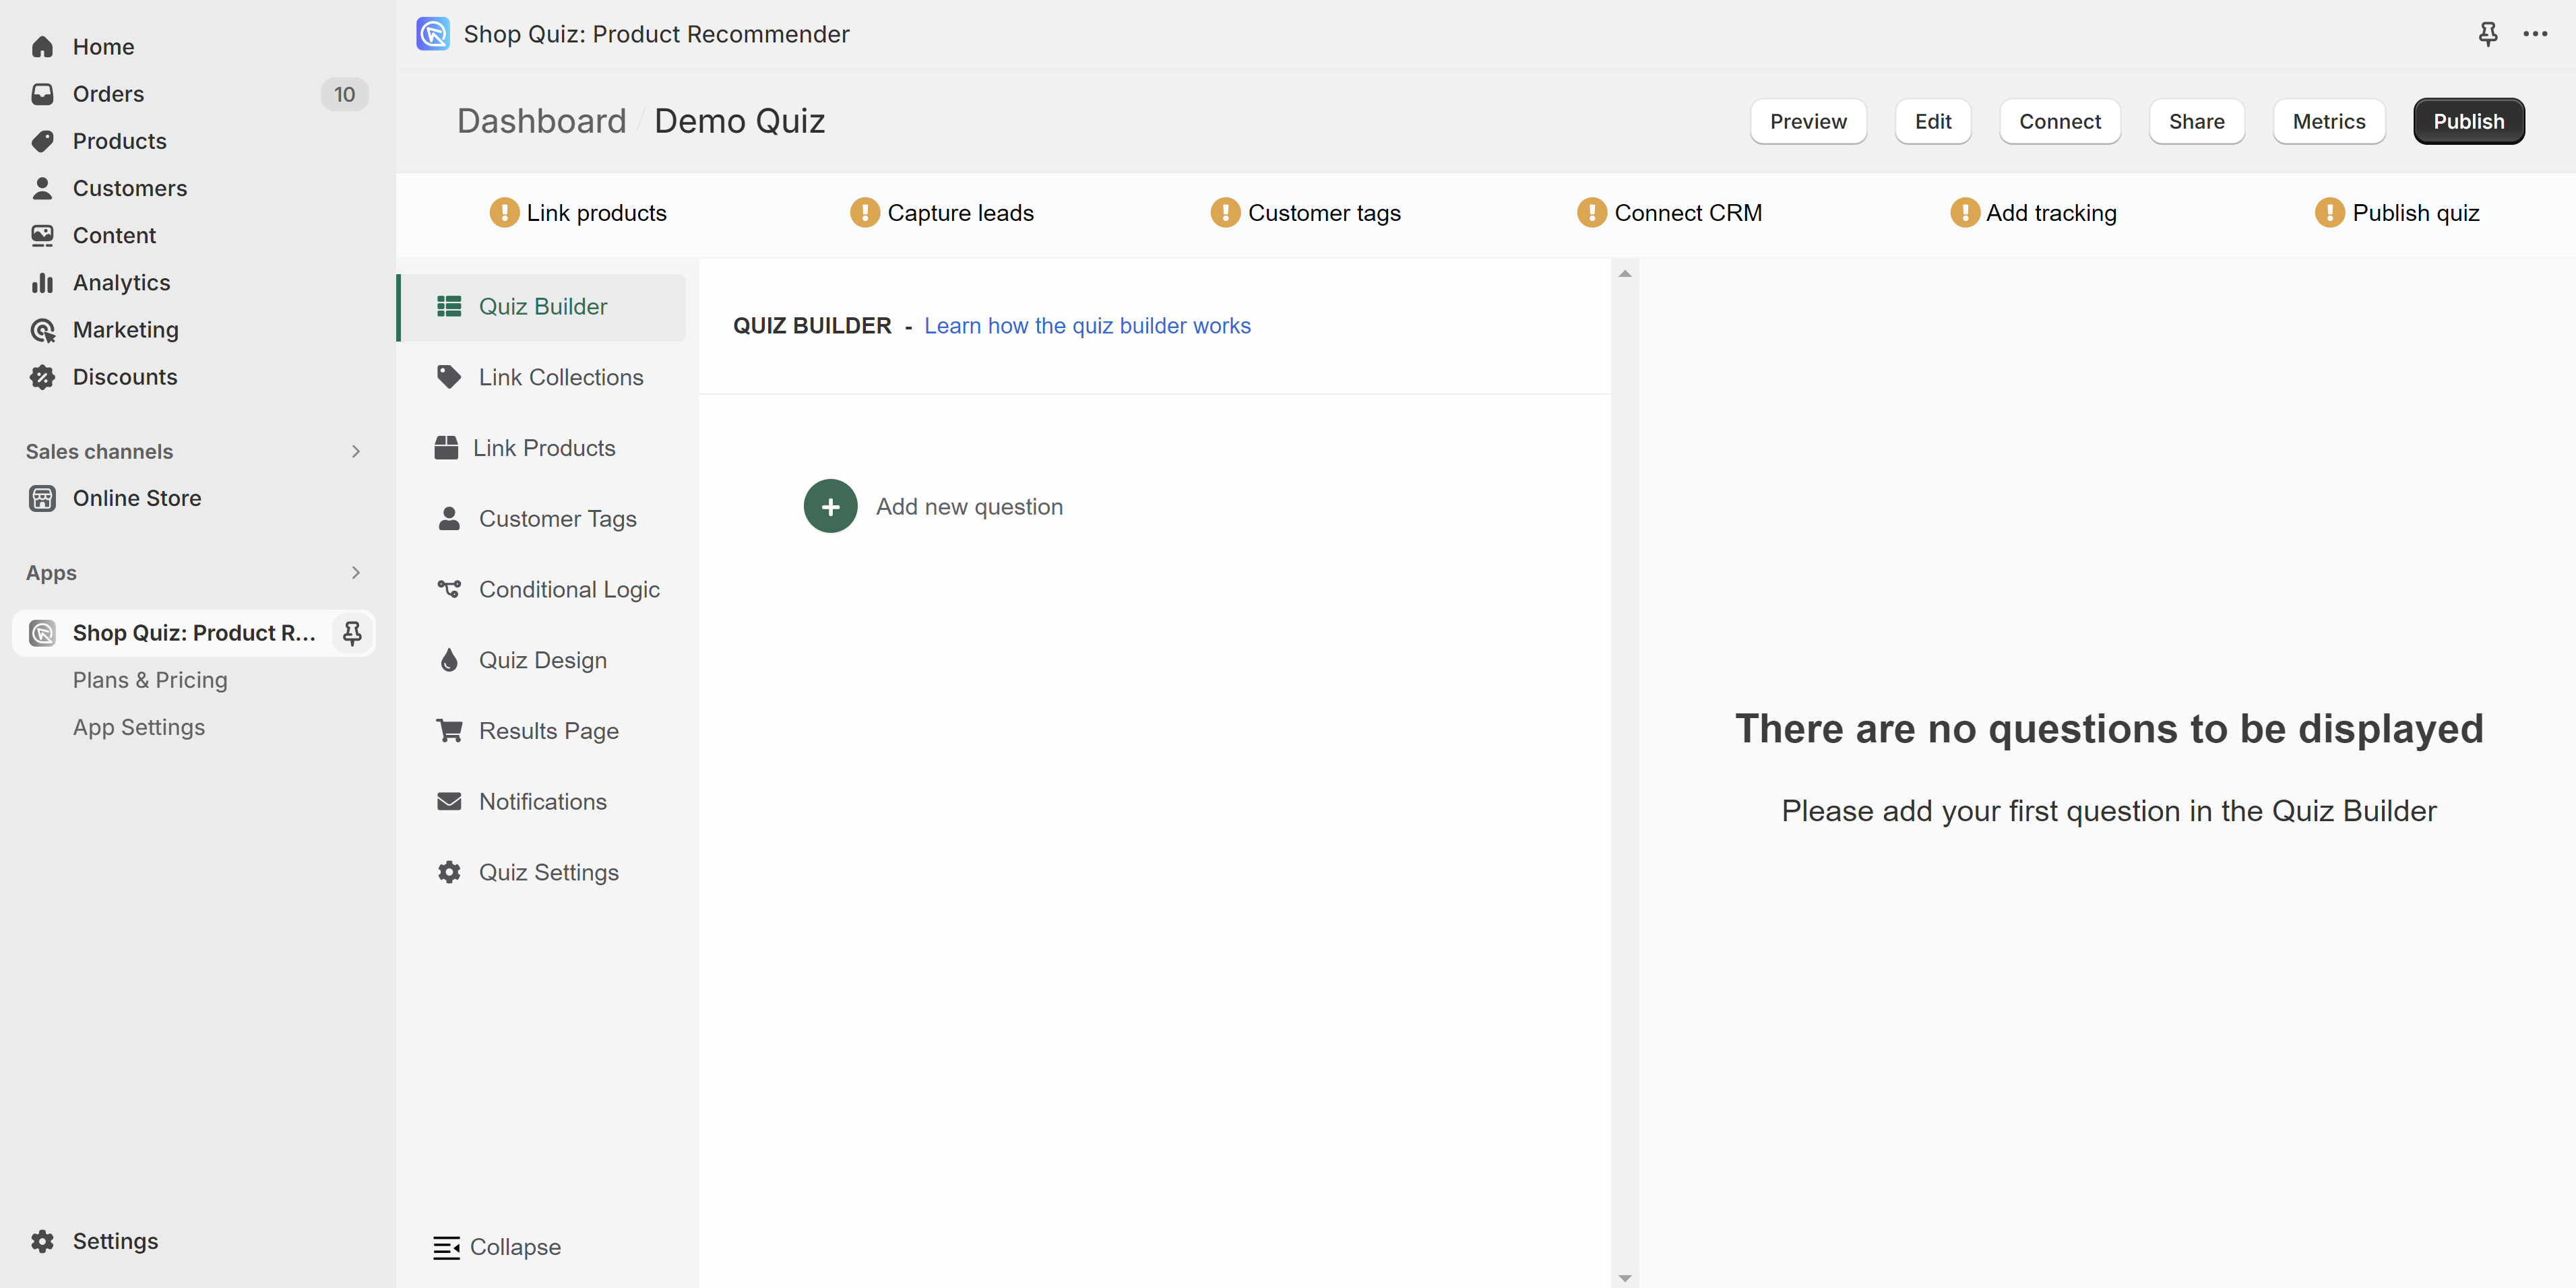 Home
Orders 10
Products
Customers
Content
Analytics
Marketing
Discounts
Sales channels
Online Store
Apps
Shop Quiz: Product R...
Plans & Pricing
App Settings
Settings
Shop Quiz: Product Recommender
Dashboard / Demo Quiz
Preview
Edit
Connect
Share
Metrics
Publish
Link products
Capture leads
Customer tags
Connect CRM
Add tracking
Publish quiz
Quiz Builder
Link Collections
Link Products
Customer Tags
Conditional Logic
Quiz Design
Results Page
Notifications
Quiz Settings
Collapse
QUIZ BUILDER - Learn how the quiz builder works
Add new question
There are no questions to be displayed
Please add your first question in the Quiz Builder